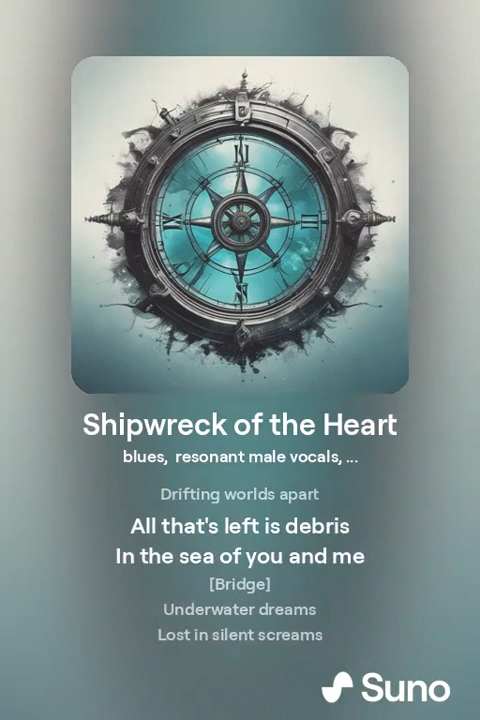 Shipwreck of the Heart
blues, resonant male vocals, ...
Drifting worlds apart
All that's left is debris
In the sea of you and me
[Bridge]
Underwater dreams
Lost in silent screams
Suno